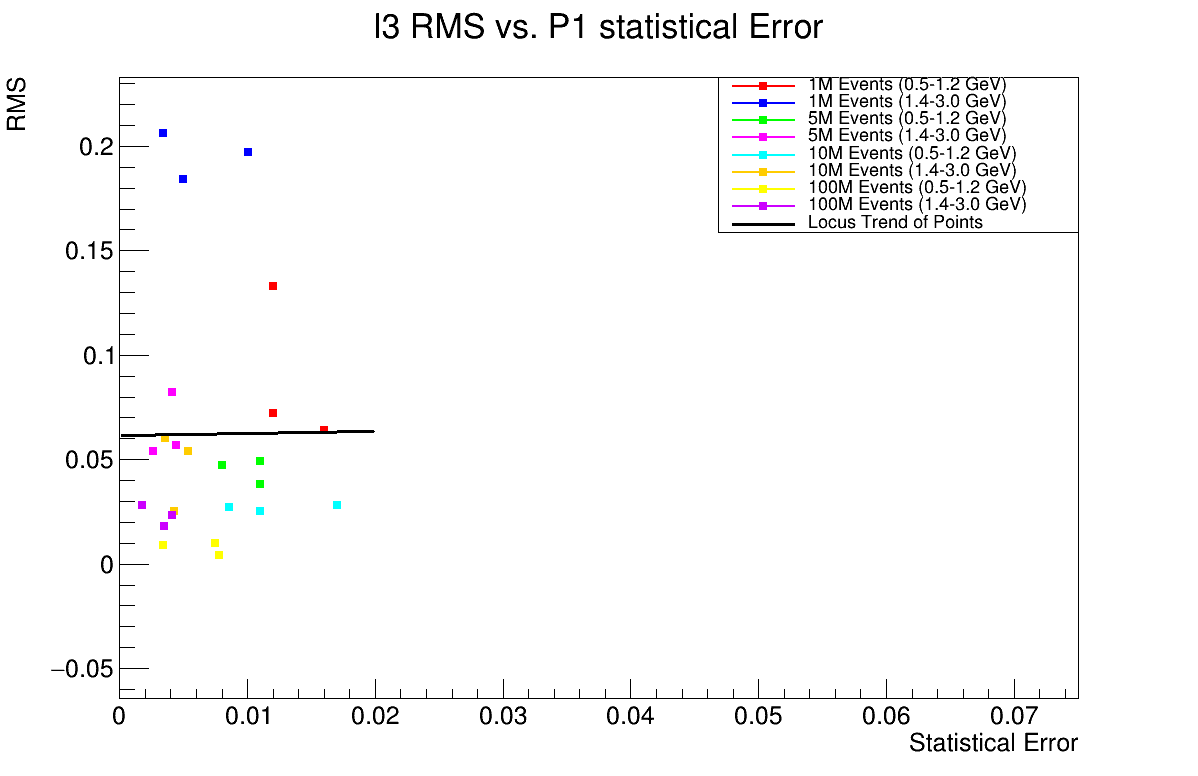 I3 RMS vs. P1 statistical Error
RMS
1M Events (0.5-1.2 GeV)
1M Events (1.4-3.0 GeV)
5M Events (0.5-1.2 GeV)
5M Events (1.4-3.0 GeV)
10M Events (0.5-1.2 GeV)
10M Events (1.4-3.0 GeV)
100M Events (0.5-1.2 GeV)
100M Events (1.4-3.0 GeV)
Locus Trend of Points
0.2
0.15
0.1
0.05
0
−0.05
0 0.01 0.02 0.03 0.04 0.05 0.06 0.07
Statistical Error